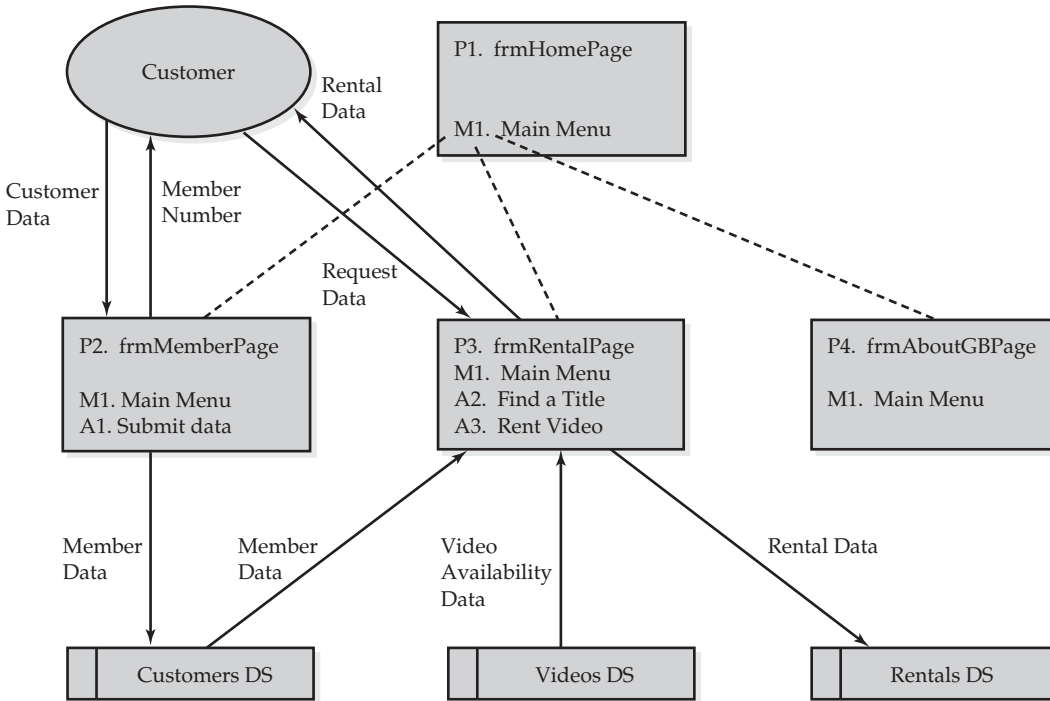 Customer
P1. frmHomePage
M1. Main Menu
Rental
Data
Customer
Data
Member
Number
Request
Data
P2. frmMemberPage
M1. Main Menu
A1. Submit data
P3. frmRentalPage
M1. Main Menu
A2. Find a Title
A3. Rent Video
P4. frmAboutGBPage
M1. Main Menu
Member
Data
Member
Data
Video
Availability
Data
Rental Data
Customers DS
Videos DS
Rentals DS